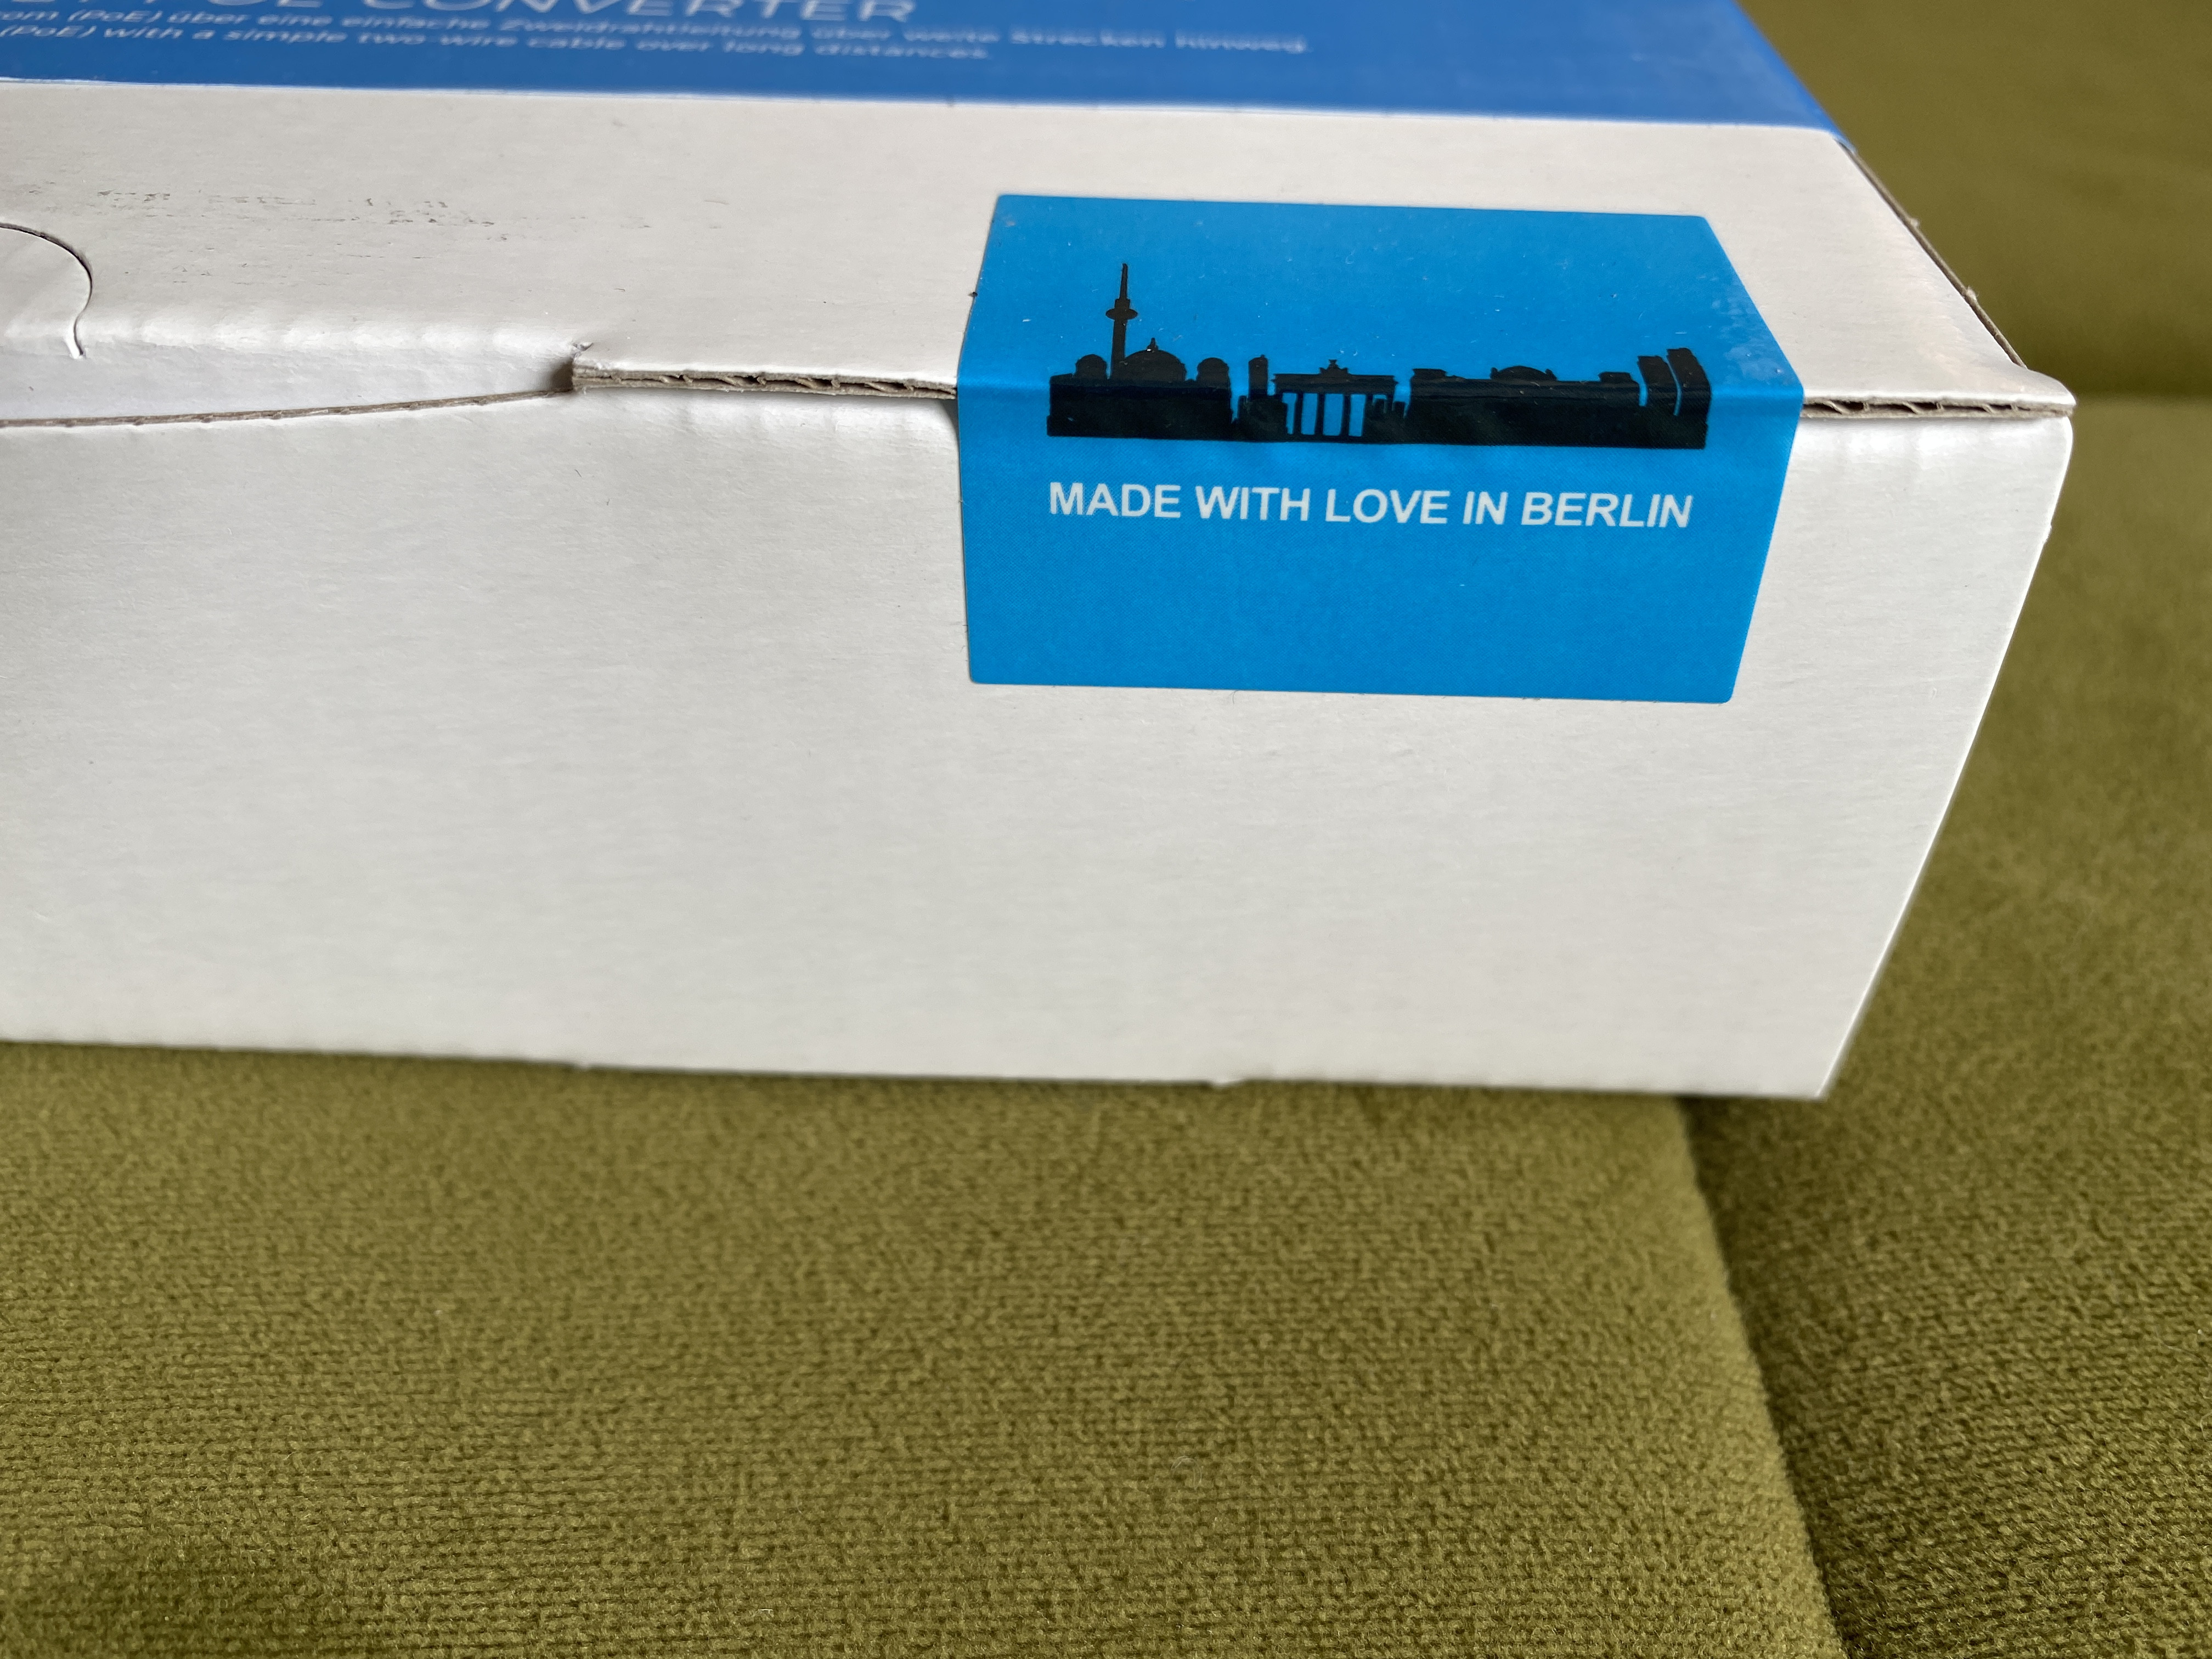 CONVERTER
(PoE) über eine einfache Zweidrahtleitung über weite Strecken hinweg.
(PoE) with a simple two-wire cable over long distances.
MADE WITH LOVE IN BERLIN